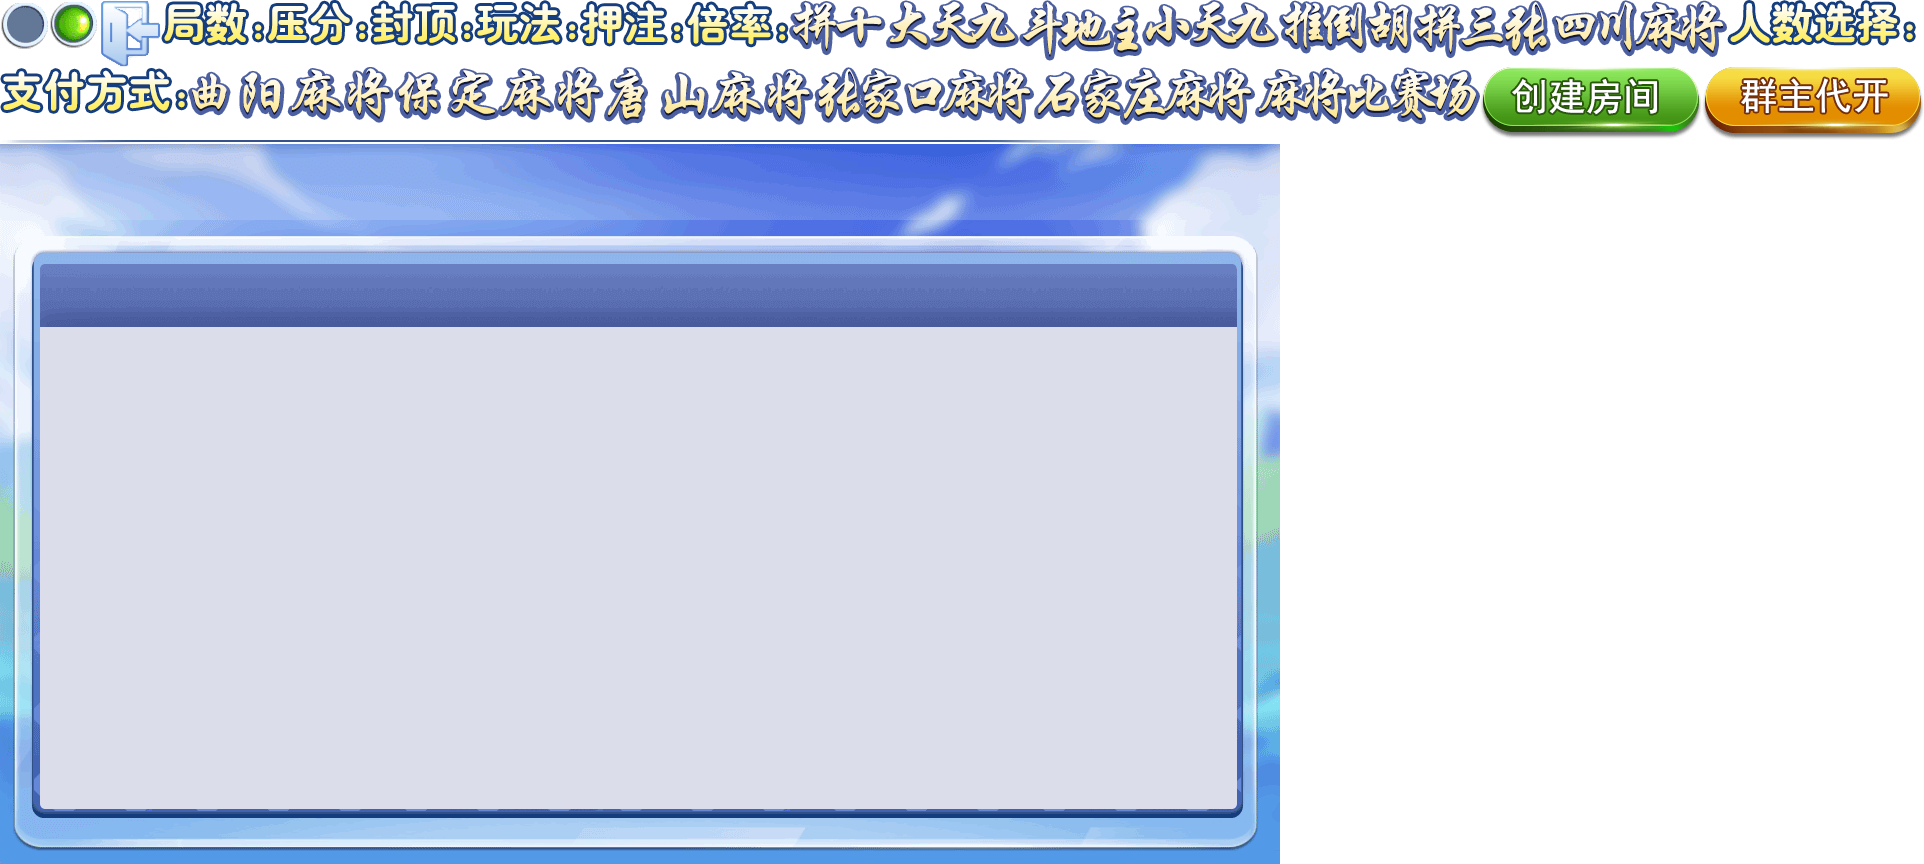 局数:压分:封顶:玩法:押注:倍率:拼十大天九斗地主小天九推倒胡拼三张四川麻将人数选择:
支付方式:曲阳麻将保定麻将唐山麻将张家口麻将石家庄麻将麻将比赛场创建房间 群主代开